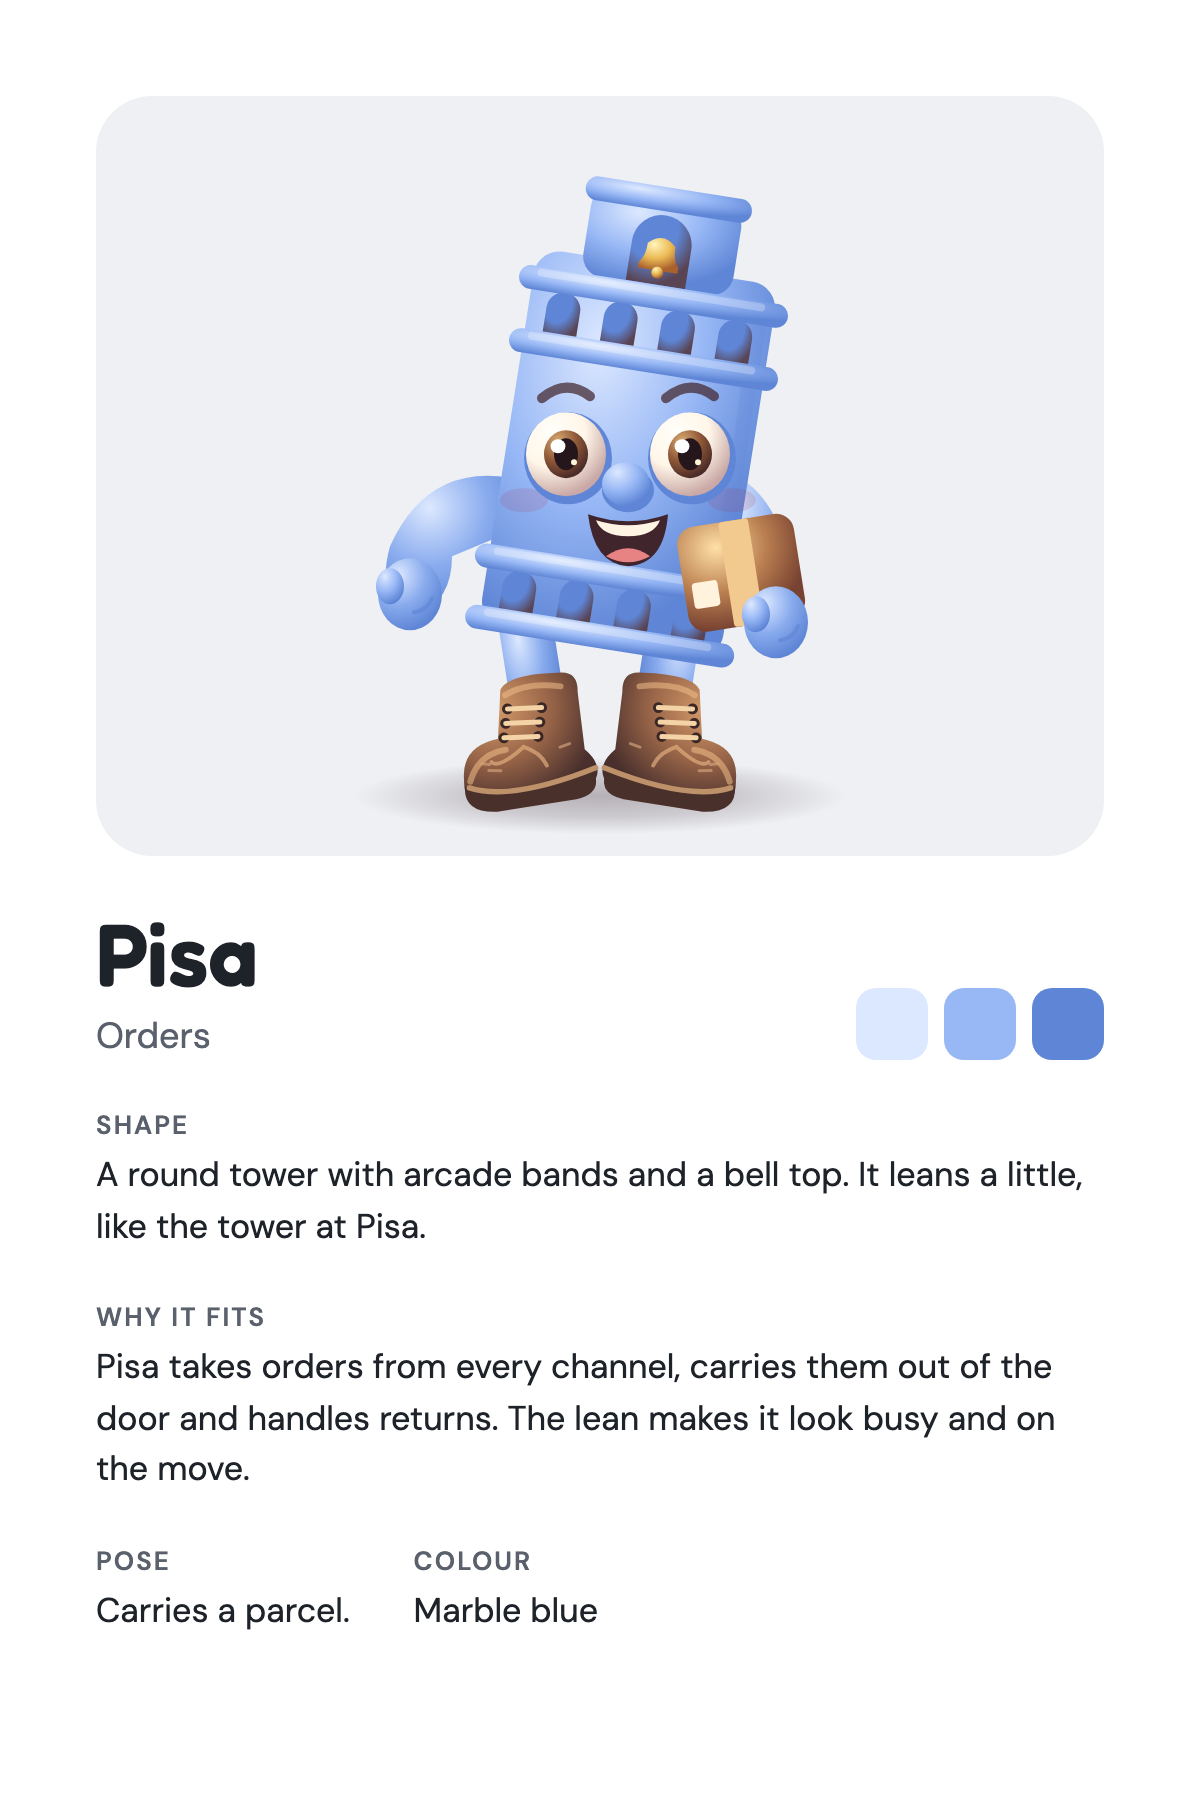 Pisa
Orders
SHAPE
A round tower with arcade bands and a bell top. It leans a little,
like the tower at Pisa.
WHY IT FITS
Pisa takes orders from every channel, carries them out of the
door and handles returns. The lean makes it look busy and on
the move.
POSE
Carries a parcel.
COLOUR
Marble blue